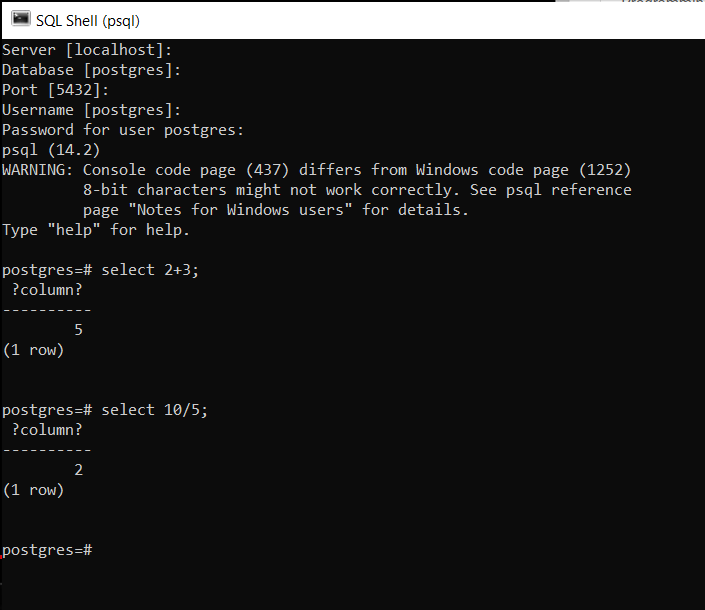 SQL Shell (psql)
Server [localhost]:
Database [postgres]:
Port [5432]:
Username [postgres]:
Password for user postgres:
psql (14.2)
WARNING: Console code page (437) differs from Windows code page (1252)
         8-bit characters might not work correctly. See psql reference
         page "Notes for Windows users" for details.
Type "help" for help.

postgres=# select 2+3;
 ?column?
----------
        5
(1 row)


postgres=# select 10/5;
 ?column?
----------
        2
(1 row)


postgres=#